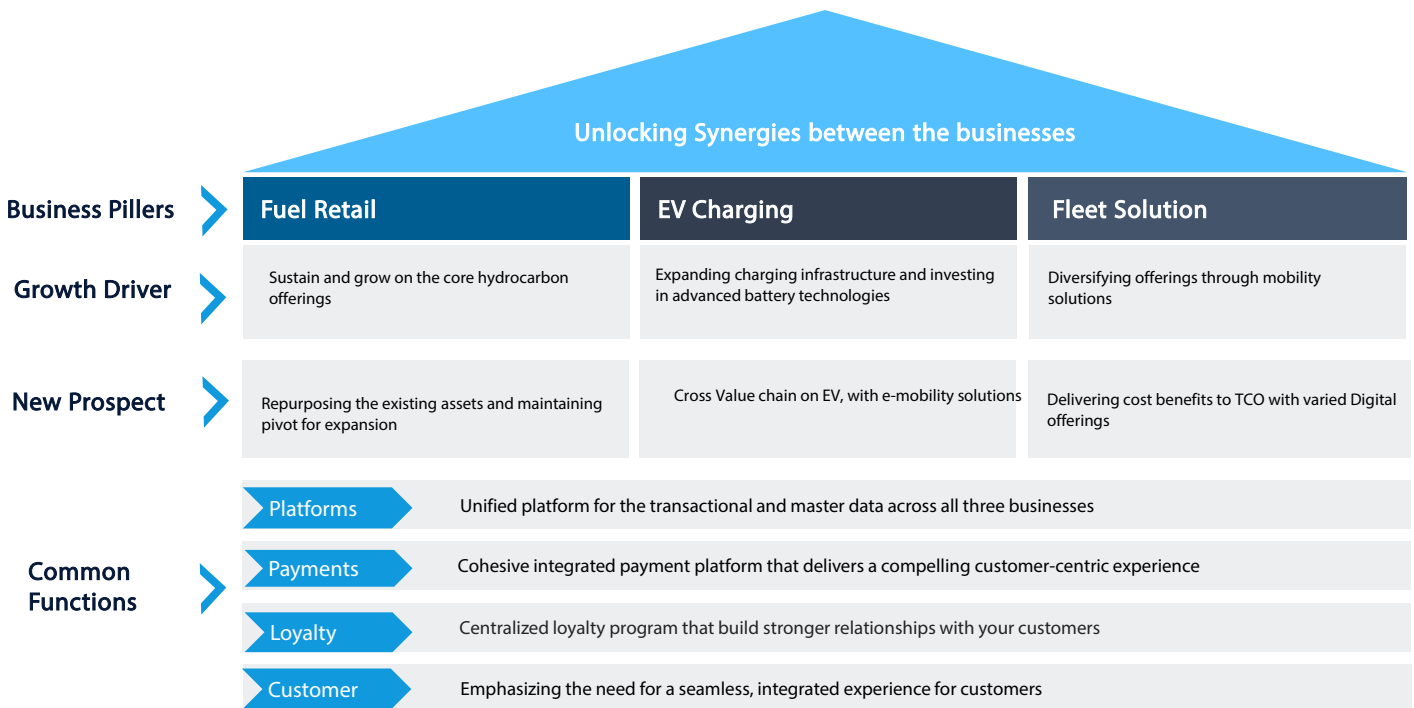 Unlocking Synergies between the businesses
Business Pillers
Fuel Retail
EV Charging
Fleet Solution
Growth Driver
Sustain and grow on the core hydrocarbon
offerings
Expanding charging infrastructure and investing
in advanced battery technologies
Diversifying offerings through mobility
solutions
New Prospect
Repurposing the existing assets and maintaining
pivot for expansion
Cross Value chain on EV, with e-mobility solutions
Delivering cost benefits to TCO with varied Digital
offerings
Common
Functions
Platforms
Unified platform for the transactional and master data across all three businesses
Payments
Cohesive integrated payment platform that delivers a compelling customer-centric experience
Loyalty
Centralized loyalty program that build stronger relationships with your customers
Customer
Emphasizing the need for a seamless, integrated experience for customers